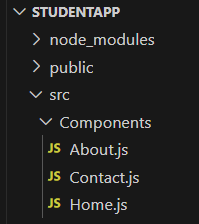 STUDENTAPP
node_modules
public
src
Components
JS About.js
JS Contact.js
JS Home.js